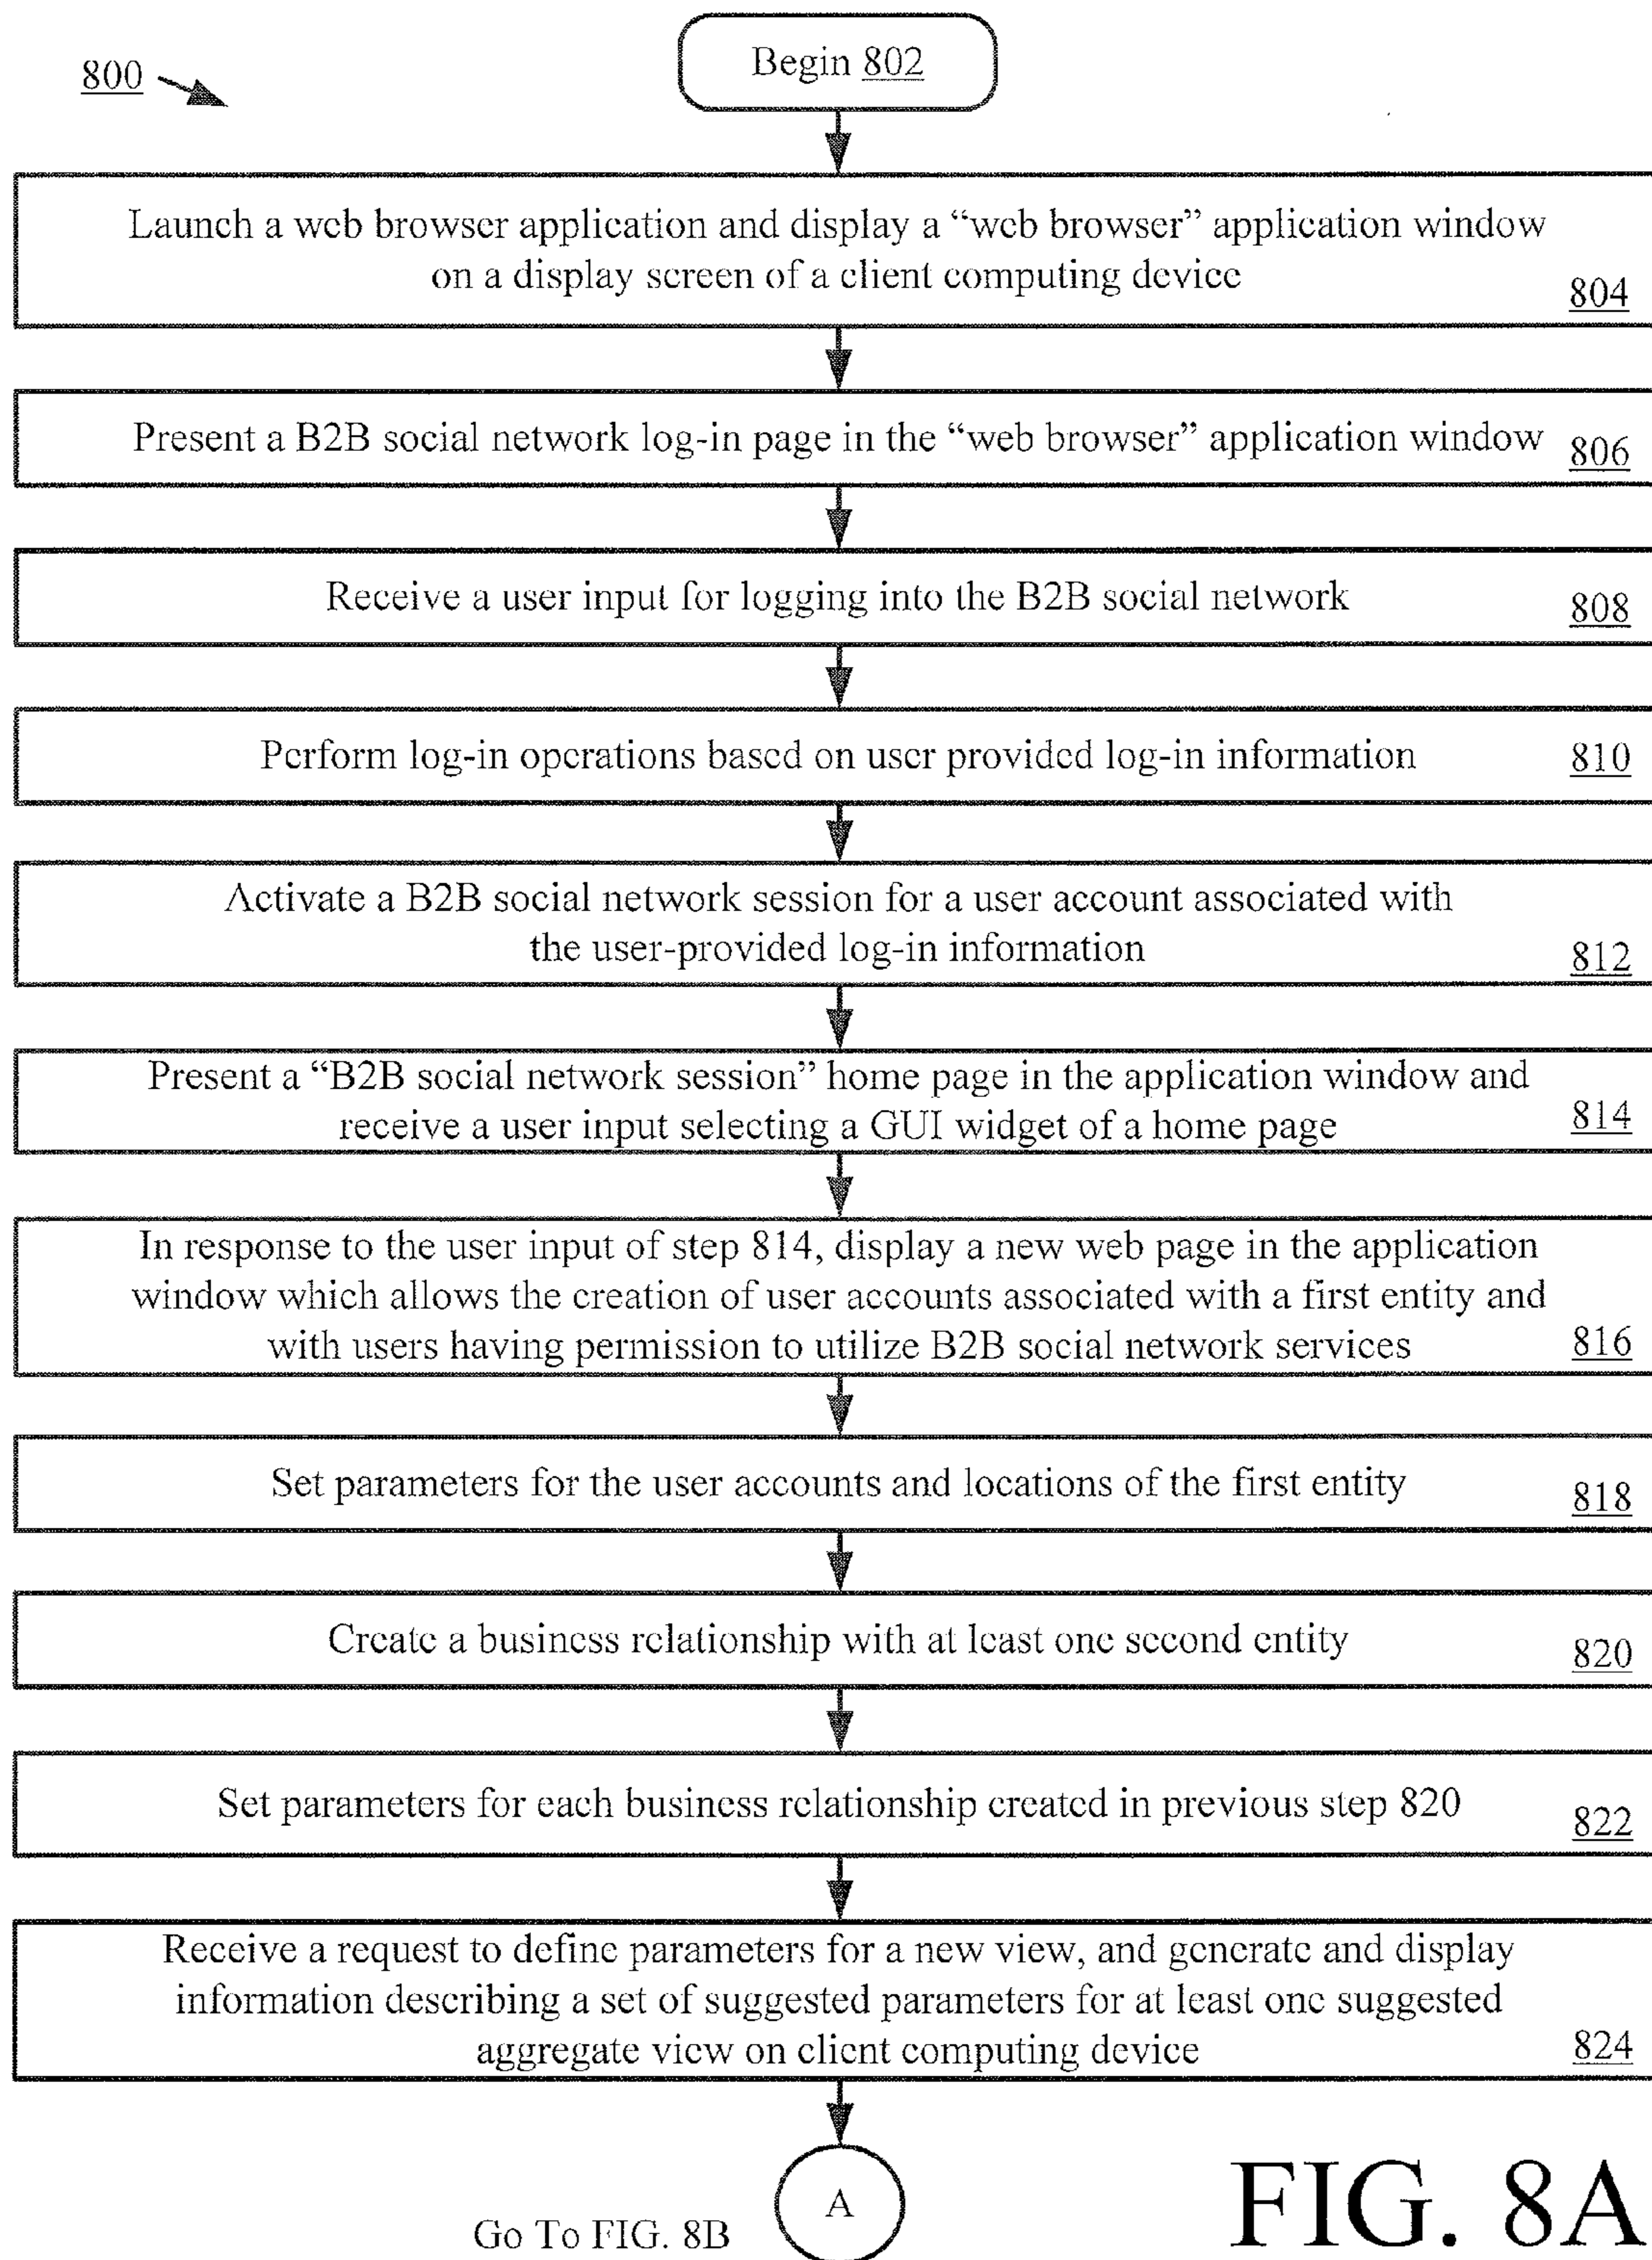 800
Begin 802
Launch a web browser application and display a “web browser” application window
on a display screen of a client computing device
804
Present a B2B social network log-in page in the “web browser” application window
806
Receive a user input for logging into the B2B social network
808
Perform log-in operations based on user provided log-in information
810
Activate a B2B social network session for a user account associated with
the user-provided log-in information
812
Present a “B2B social network session” home page in the application window and
receive a user input selecting a GUI widget of a home page
814
In response to the user input of step 814, display a new web page in the application
window which allows the creation of user accounts associated with a first entity and
with users having permission to utilize B2B social network services
816
Set parameters for the user accounts and locations of the first entity
818
Create a business relationship with at least one second entity
820
Set parameters for each business relationship created in previous step 820
822
Receive a request to define parameters for a new view, and generate and display
information describing a set of suggested parameters for at least one suggested
aggregate view on client computing device
824
A
Go To FIG. 8B
FIG. 8A